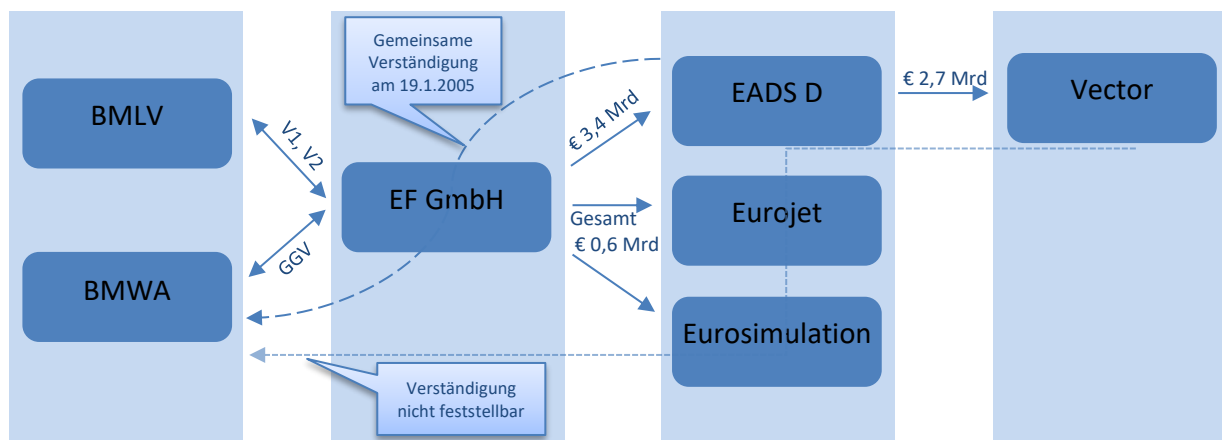 Gemeinsame
Verständigung
am 19.1.2005
BMLV
V1, V2
EF GmbH
GGV
BMWA
€ 3,4 Mrd
Gesamt
€ 0,6 Mrd
EADS D
€ 2,7 Mrd
Vector
Eurojet
Eurosimulation
Verständigung
nicht feststellbar